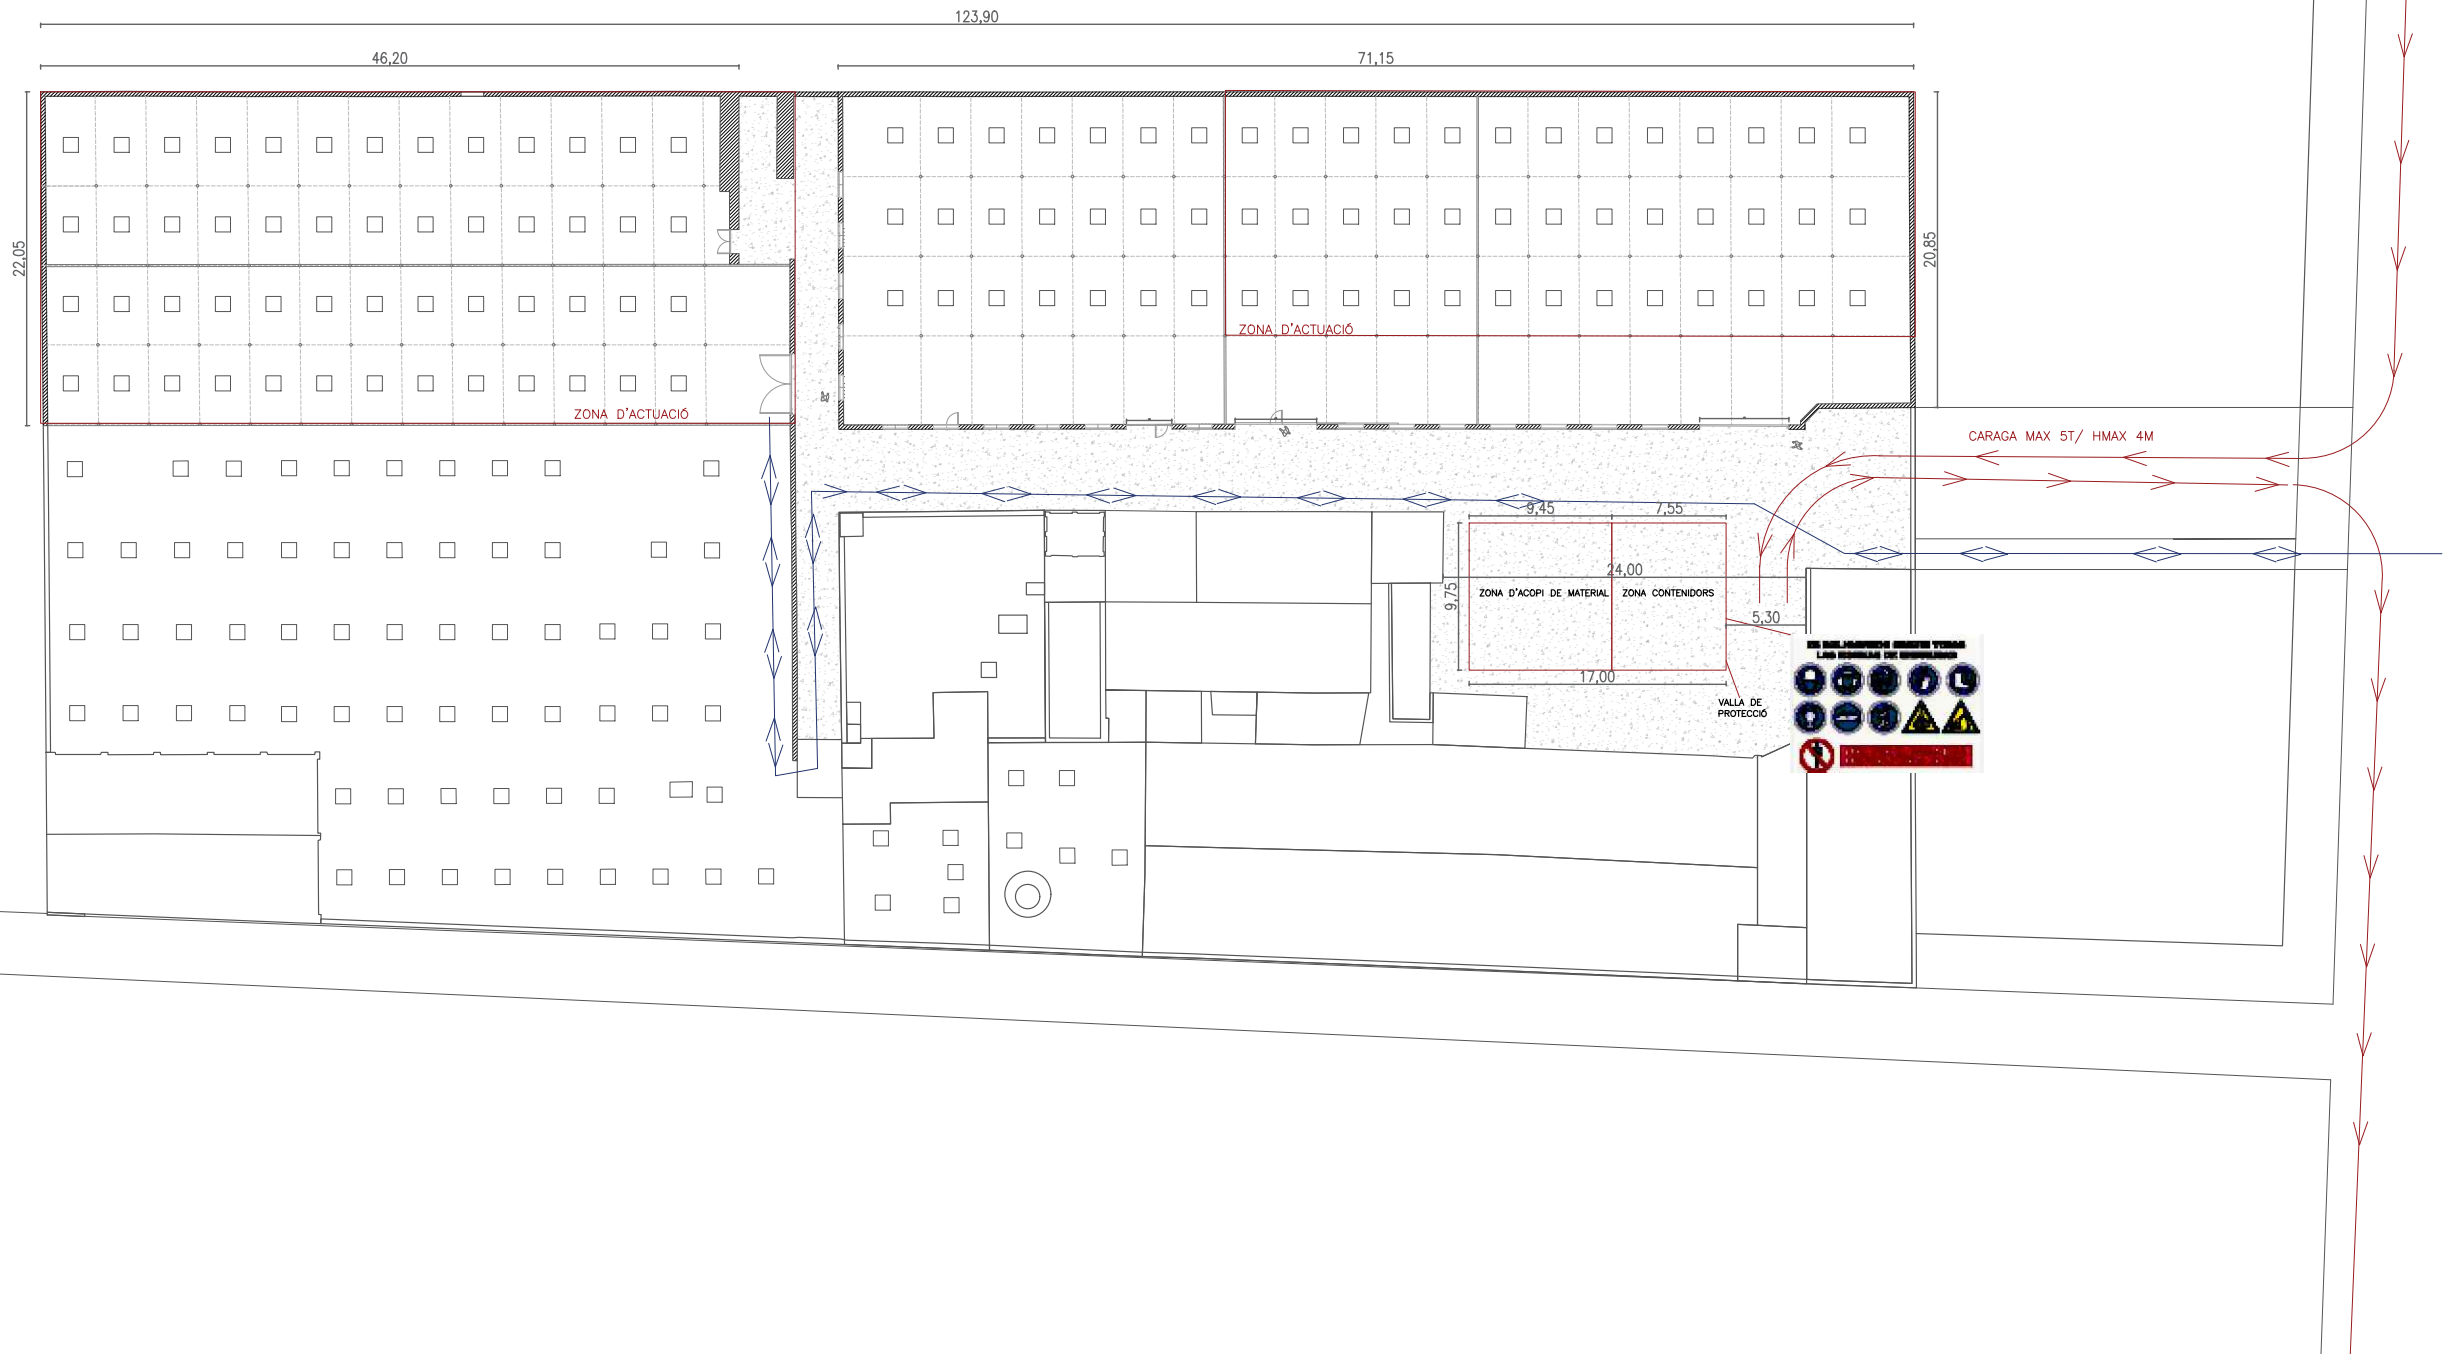 123,90
46,20
71,15
22,05
20,85
ZONA D'ACTUACIÓ
ZONA D'ACTUACIÓ
CARAGA MAX 5T/ HMAX 4M
9,45
7,55
24,00
9,75
ZONA D'ACOPI DE MATERIAL
ZONA CONTENIDORS
5,30
17,00
VALLA DE
PROTECCIÓ